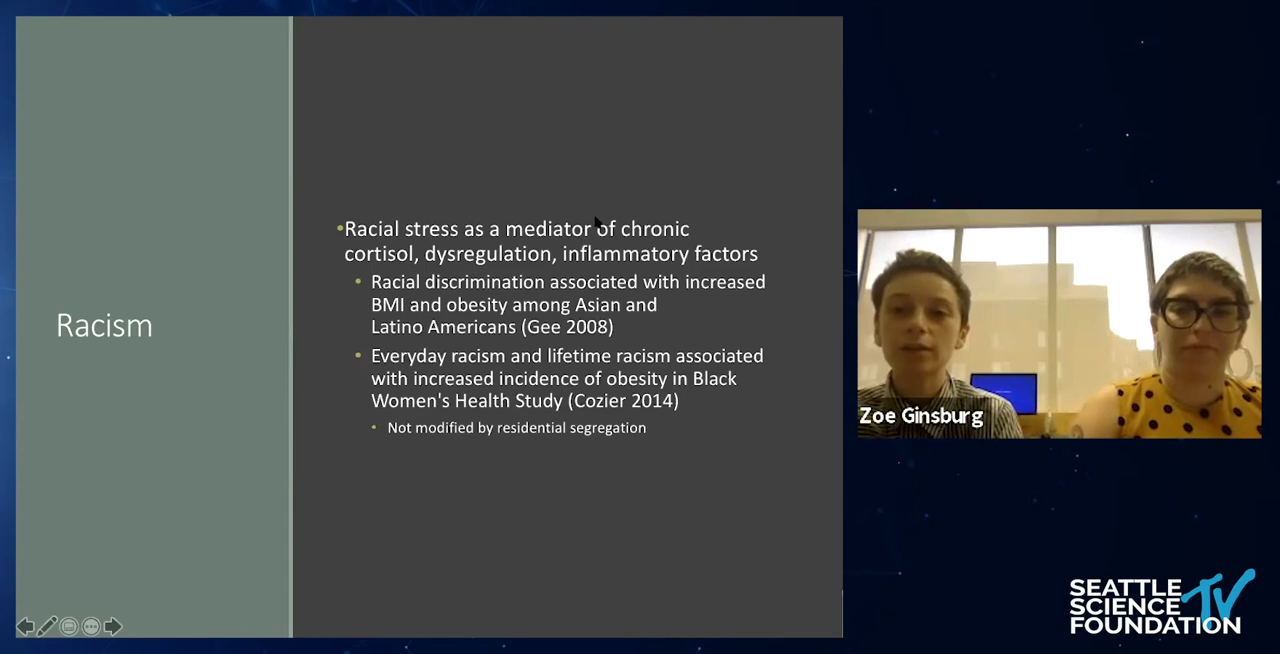 Racism
•Racial stress as a mediator of chronic
cortisol, dysregulation, inflammatory factors
• Racial discrimination associated with increased
BMI and obesity among Asian and
Latino Americans (Gee 2008)
• Everyday racism and lifetime racism associated
with increased incidence of obesity in Black
Women's Health Study (Cozier 2014)
• Not modified by residential segregation
Zoe Ginsburg
SEATTLE
SCIENCE TV
FOUNDATION